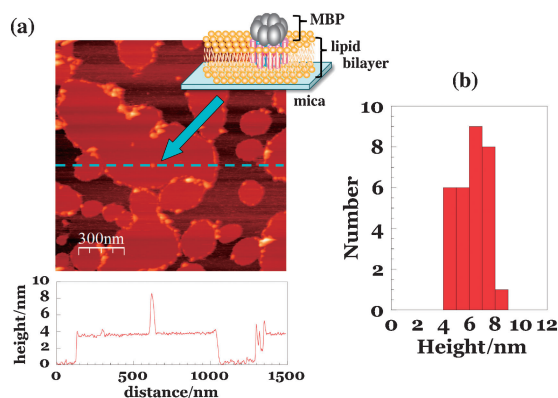 (a)
MBP
lipid
bilayer
mica
300nm
height/nm
10
8
6
4
2
0
0 500 1000 1500
distance/nm
(b)
Number
10
8
6
4
2
0
0 2 4 6 8 10 12
Height/nm